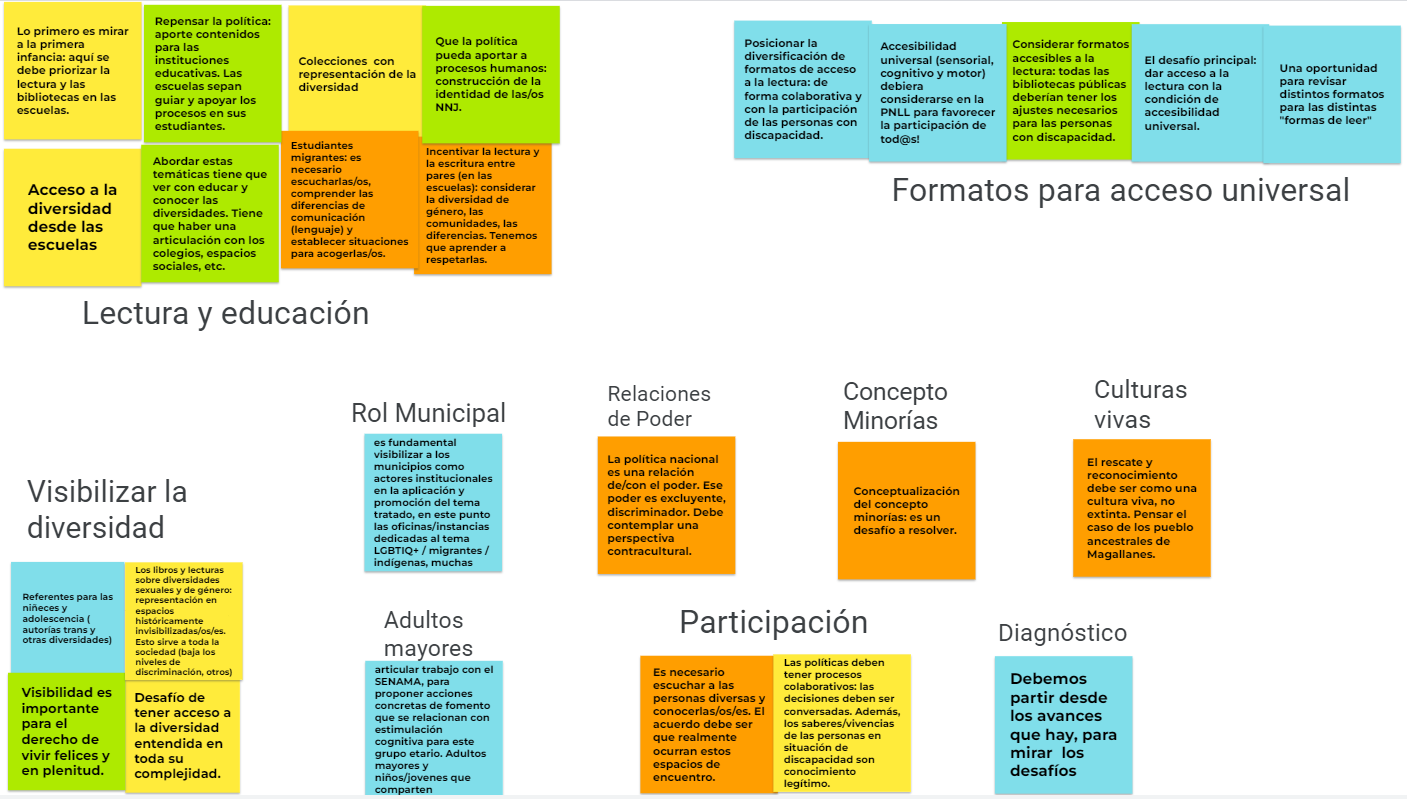 Lo primero es mirar
a la primera
infancia: aquí se
debe priorizar la
lectura y las
bibliotecas en las
escuelas.
Repensar la política:
aporte contenidos
para las
instituciones
educativas. Las
escuelas sepan
guiar y apoyar los
procesos en sus
estudiantes.
Colecciones con
representación de la
diversidad
Que la política
pueda aportar a
procesos humanos:
construcción de la
identidad de las/os
NNJ.
Acceso a la
diversidad
desde las
escuelas
Abordar estas
temáticas tiene que
ver con educar y
conocer las
diversidades. Tiene
que haber una
articulación con los
colegios, espacios
sociales, etc.
Estudiantes
migrantes: es
necesario
escucharlas/os,
comprender las
diferencias de
comunicación
(lenguaje) y
establecer situaciones
para acogerlas/os.
Incentivar la lectura y
la escritura entre
pares (en las
escuelas): considerar
la diversidad de
género, las
comunidades, las
diferencias. Tenemos
que aprender a
respetarlas.
Lectura y educación
Posicionar la
diversificación de
formatos de acceso
a la lectura: de
forma colaborativa y
con la participación
de las personas con
discapacidad.
Accesibilidad
universal (sensorial,
cognitivo y motor)
debiera
considerarse en la
PNLL para favorecer
la participación de
tod@s!
Considerar formatos
accesibles a la
lectura: todas las
bibliotecas públicas
deberían tener los
ajustes necesarios
para las personas
con discapacidad.
El desafío principal:
dar acceso a la
lectura con la
condición de
accesibilidad
universal.
Una oportunidad
para revisar
distintos formatos
para las distintas
"formas de leer"
Formatos para acceso universal
Rol Municipal
es fundamental
visibilizar a los
municipios como
actores institucionales
en la aplicación y
promoción del tema
tratado, en este punto
las oficinas/instancias
dedicadas al tema
LGBTIQ+ / migrantes /
indígenas, muchas
Relaciones
de Poder
La política nacional
es una relación
de/con el poder. Ese
poder es excluyente,
discriminador. Debe
contemplar una
perspectiva
contracultural.
Concepto
Minorías
Conceptualización
del concepto
minorías: es un
desafío a resolver.
Culturas
vivas
El rescate y
reconocimiento
debe ser como una
cultura viva, no
extinta. Pensar el
caso de los pueblo
ancestrales de
Magallanes.
Visibilizar la
diversidad
Referentes para las
niñeces y
adolescencia (
autorías trans y
otras diversidades)
Los libros y lecturas
sobre diversidades
sexuales y de género:
representación en
espacios
históricamente
invisibilizadas/os/es.
Esto sirve a toda la
sociedad (baja los
niveles de
discriminación, otros)
Visibilidad es
importante
para el
derecho de
vivir felices y
en plenitud.
Desafío de
tener acceso a
la diversidad
entendida en
toda su
complejidad.
Adultos
mayores
articular trabajo con el
SENAMA, para
proponer acciones
concretas de fomento
que se relacionan con
estimulación
cognitiva para este
grupo etario. Adultos
mayores y
niños/jovenes que
comparten
Participación
Es necesario
escuchar a las
personas diversas y
conocerlas/os/es. El
acuerdo debe ser
que realmente
ocurran estos
espacios de
encuentro.
Las políticas deben
tener procesos
colaborativos: las
decisiones deben ser
conversadas. Además,
los saberes/vivencias
de las personas en
situación de
discapacidad son
conocimiento
legítimo.
Diagnóstico
Debemos
partir desde
los avances
que hay, para
mirar los
desafíos